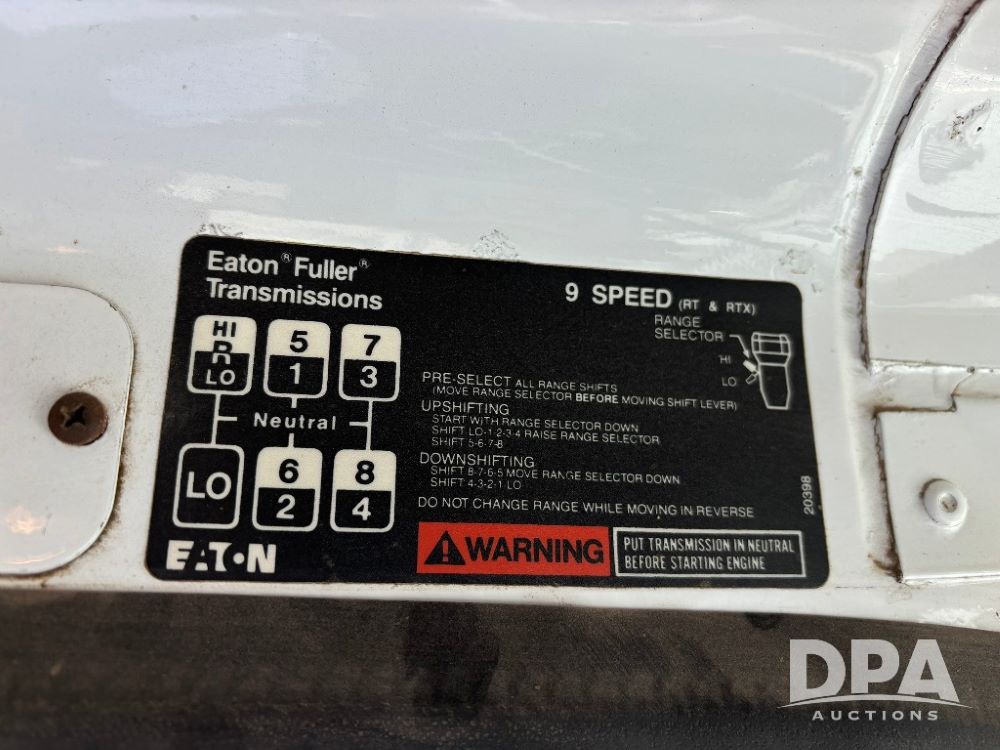 Eaton® Fuller®
Transmissions
9 SPEED (RT & RTX)
RANGE
SELECTOR
HI
LO
HI
R
LO
5
1
7
3
Neutral
LO
6
2
8
4
PRE-SELECT ALL RANGE SHIFTS
(MOVE RANGE SELECTOR BEFORE MOVING SHIFT LEVER)
UPSHIFTING
START WITH RANGE SELECTOR DOWN
SHIFT LO-1-2-3-4 RAISE RANGE SELECTOR
SHIFT 5-6-7-8
DOWNSHIFTING
SHIFT 8-7-6-5 MOVE RANGE SELECTOR DOWN
SHIFT 4-3-2-1 LO
DO NOT CHANGE RANGE WHILE MOVING IN REVERSE
20398
EATON
WARNING
PUT TRANSMISSION IN NEUTRAL
BEFORE STARTING ENGINE
DPA
AUCTIONS